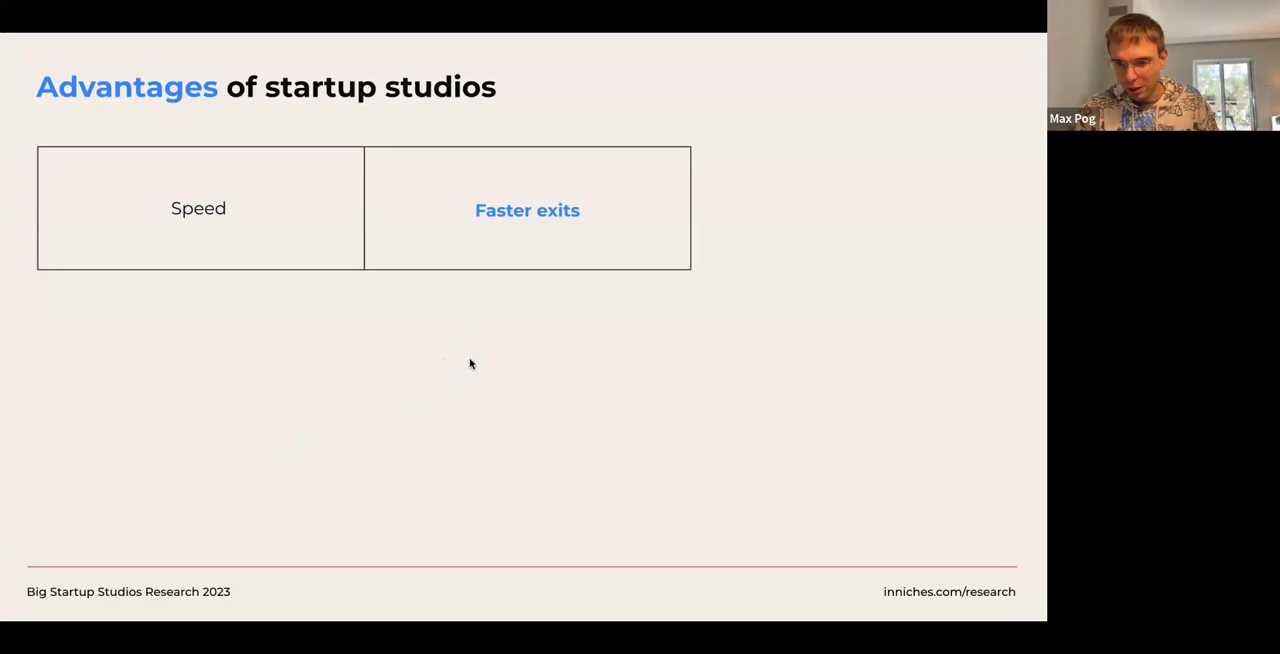 Advantages of startup studios
Speed
Faster exits
Big Startup Studios Research 2023
inniches.com/research
Max Pog